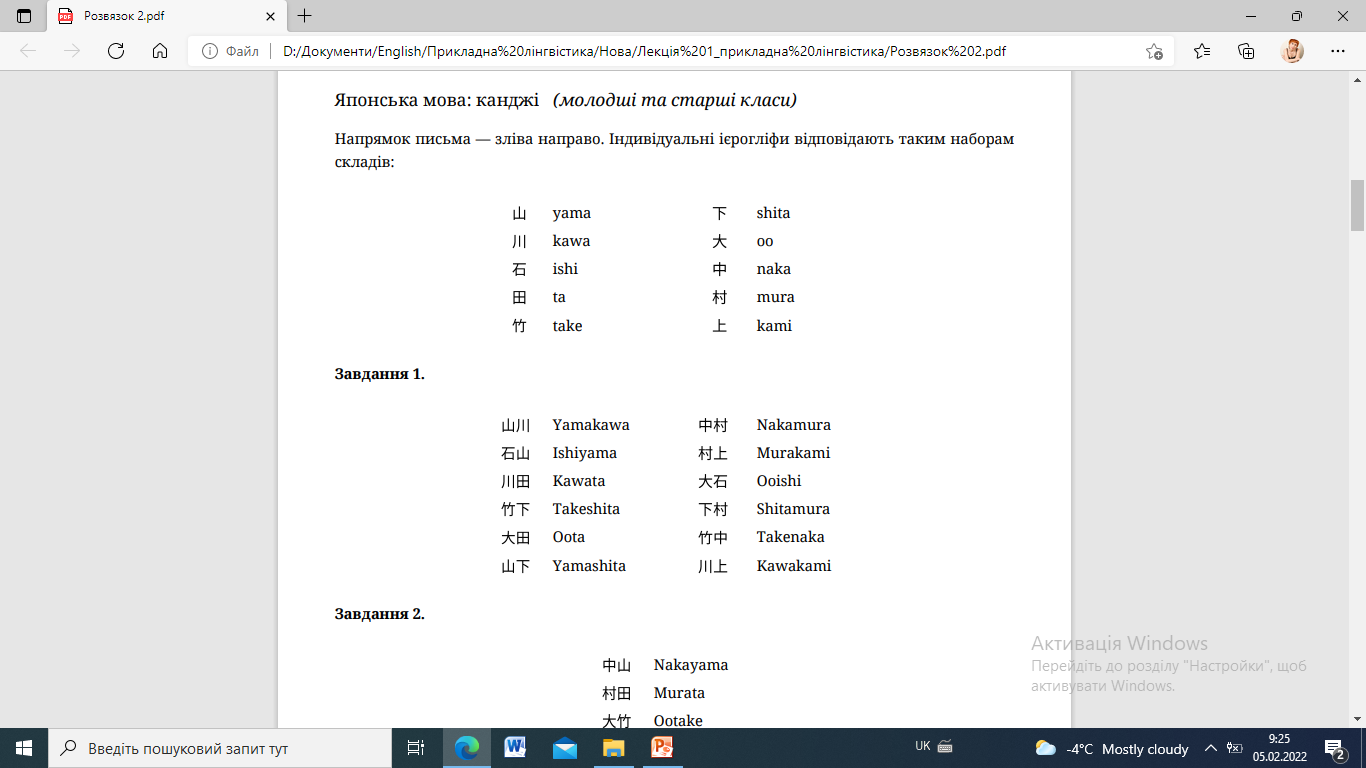 Розвязок 2.pdf
Файл D:/Документи/English/Прикладна%20лінгвістика/Нова/Лекція%201_прикладна%20лінгвістика/Розвязок%202.pdf
Японська мова: канджі (молодші та старші класи)
Напрямок письма — зліва направо. Індивідуальні ієрогліфи відповідають таким наборам
складів:
山 yama 下 shita
川 kawa 大 oo
石 ishi 中 naka
田 ta 村 mura
竹 take 上 kami
Завдання 1.
山川 Yamakawa 中村 Nakamura
石山 Ishiyama 村上 Murakami
川田 Kawata 大石 Ooishi
竹下 Takeshita 下村 Shitamura
大田 Oota 竹中 Takenaka
山下 Yamashita 川上 Kawakami
Завдання 2.
中山 Nakayama
村田 Murata
大竹 Ootake
Активація Windows
Перейдіть до розділу "Настройки", щоб
активувати Windows.
Введіть пошуковий запит тут
UK
-4°C Mostly cloudy
9:25
05.02.2022
2